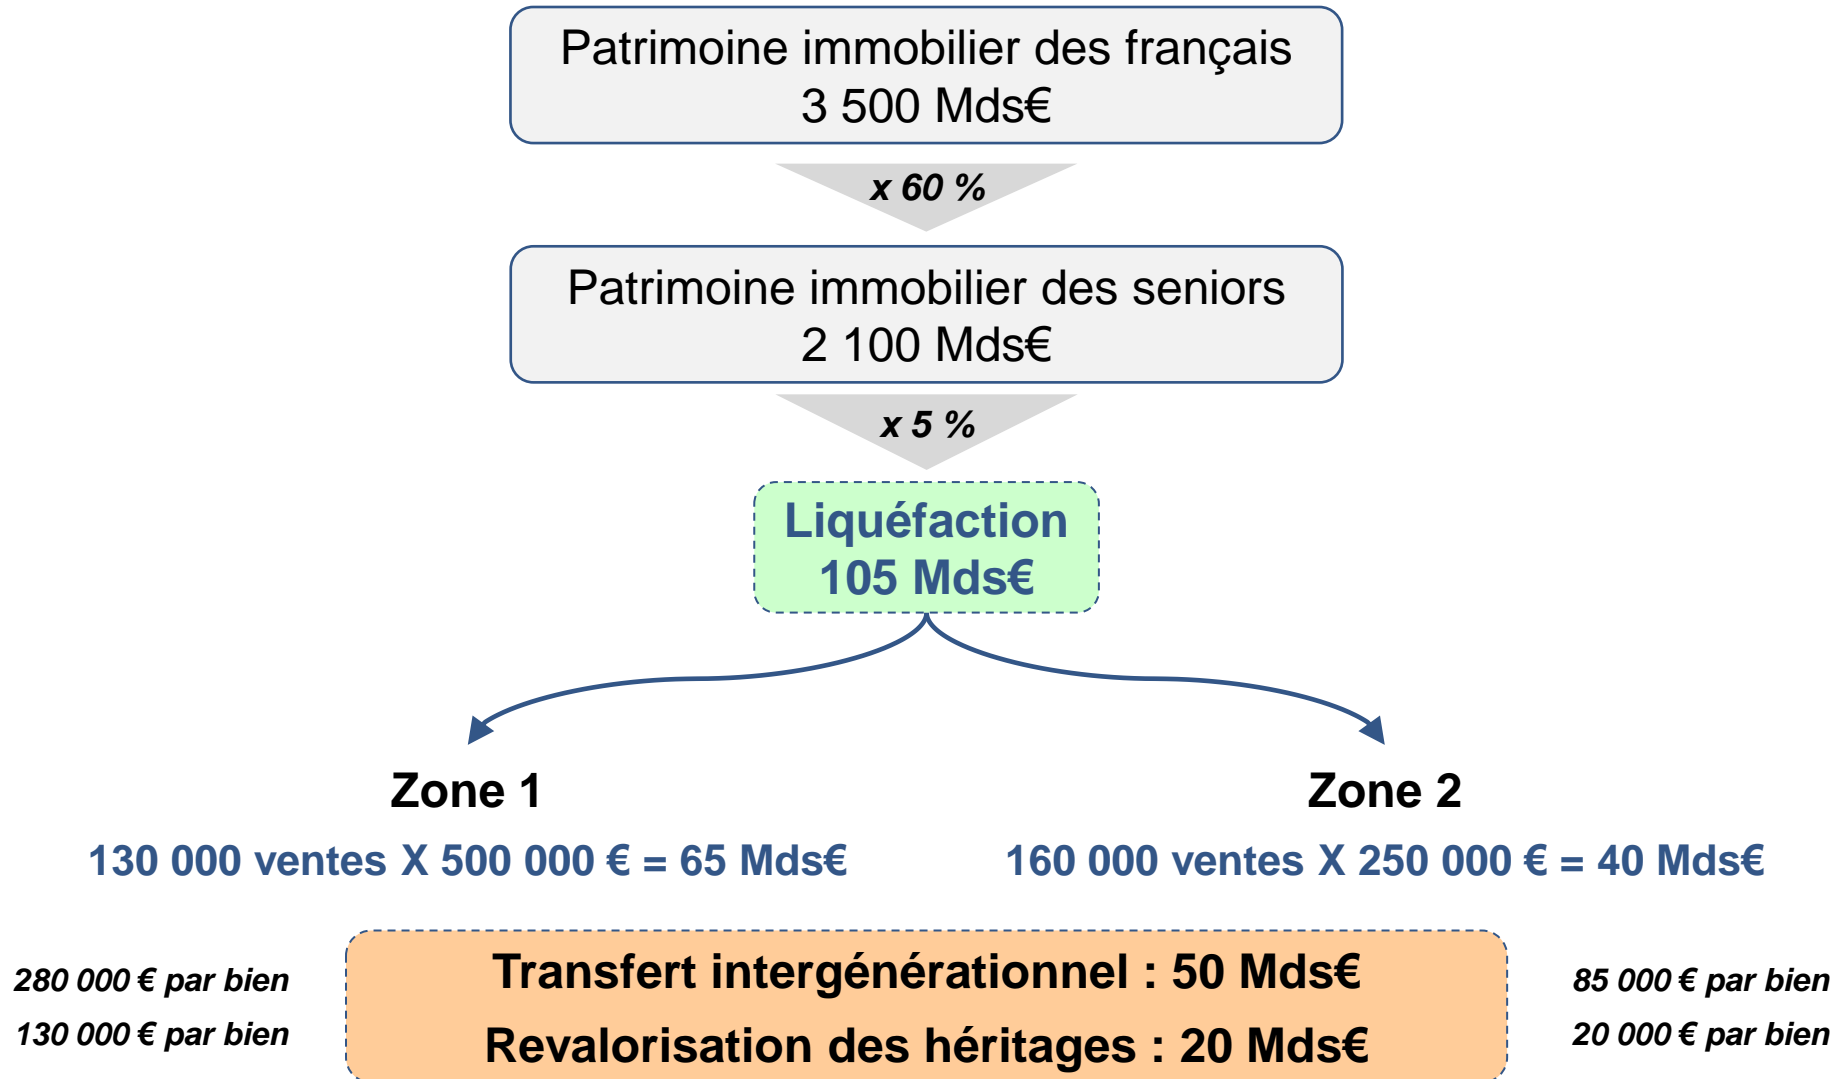 Patrimoine immobilier des français
3 500 Mds€
x 60 %
Patrimoine immobilier des seniors
2 100 Mds€
x 5 %
Liquéfaction
105 Mds€
Zone 1
130 000 ventes X 500 000 € = 65 Mds€
Zone 2
160 000 ventes X 250 000 € = 40 Mds€
280 000 € par bien
130 000 € par bien
Transfert intergénérationnel : 50 Mds€
Revalorisation des héritages : 20 Mds€
85 000 € par bien
20 000 € par bien